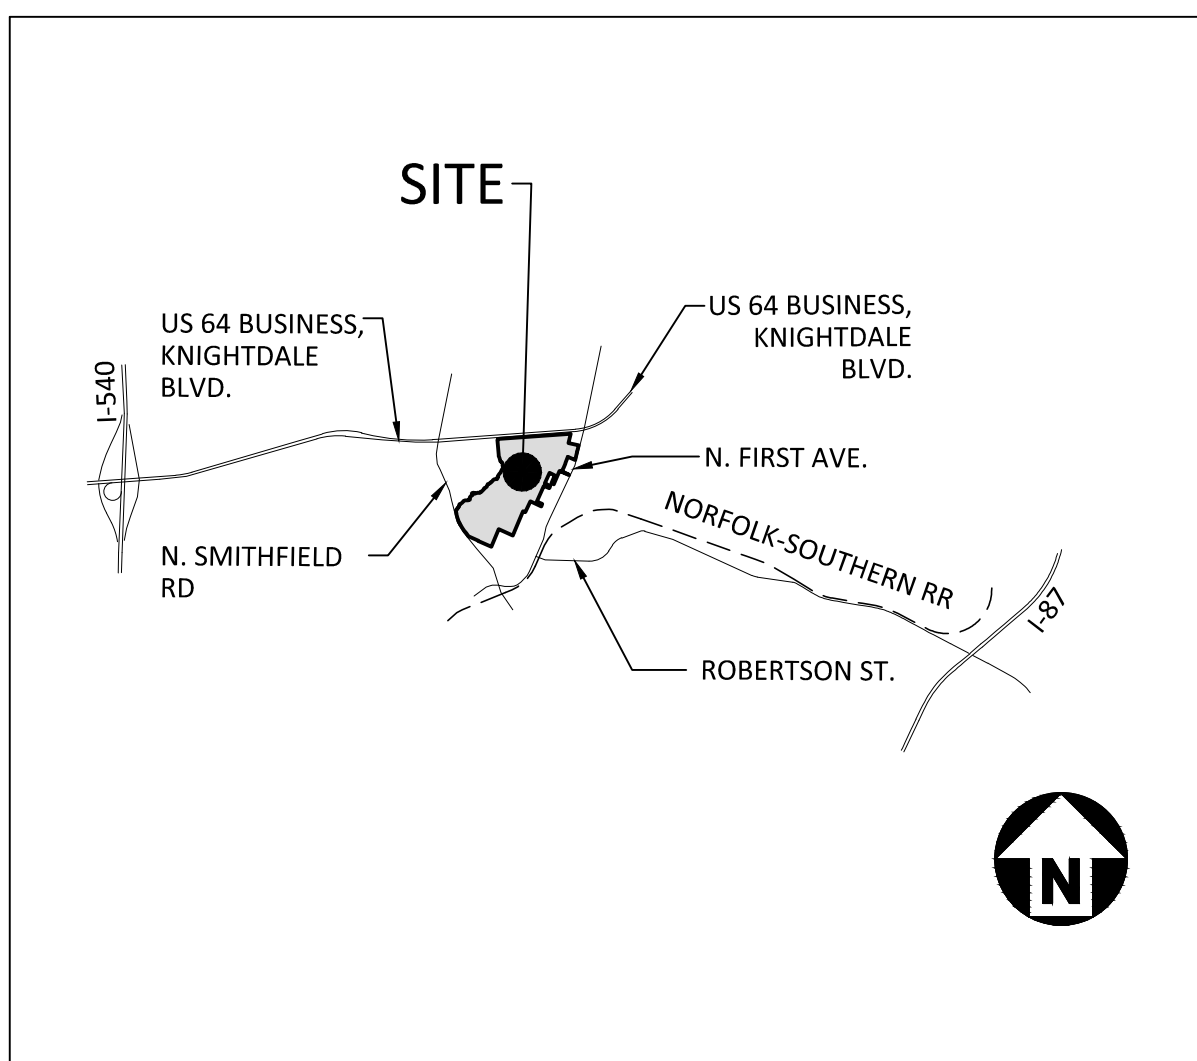 SITE
US 64 BUSINESS,
KNIGHTDALE
BLVD.
US 64 BUSINESS,
KNIGHTDALE
BLVD.
I-540
N. FIRST AVE.
NORFOLK-SOUTHERN RR
N. SMITHFIELD
RD
I-87
ROBERTSON ST.
N